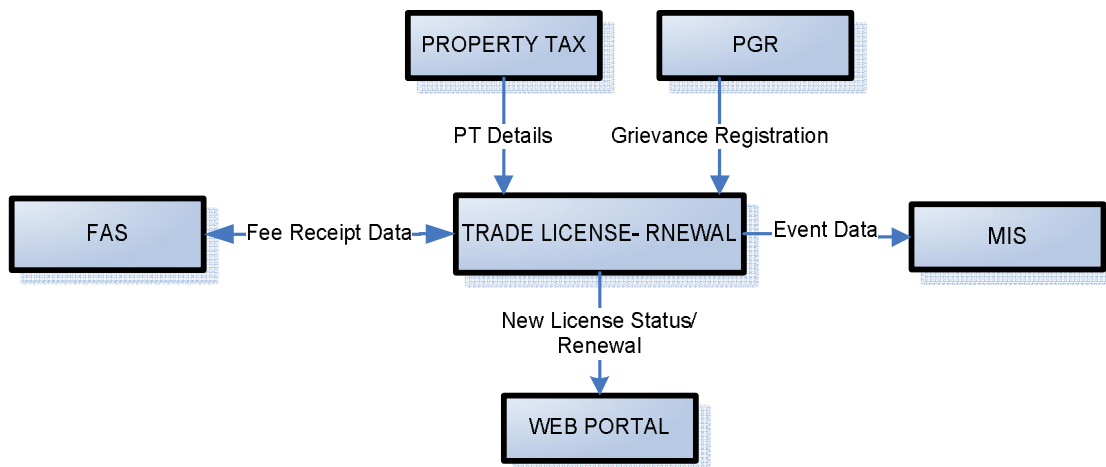 PROPERTY TAX
PGR
PT Details
Grievance Registration
FAS
Fee Receipt Data
TRADE LICENSE- RNEWAL
Event Data
MIS
New License Status/
Renewal
WEB PORTAL